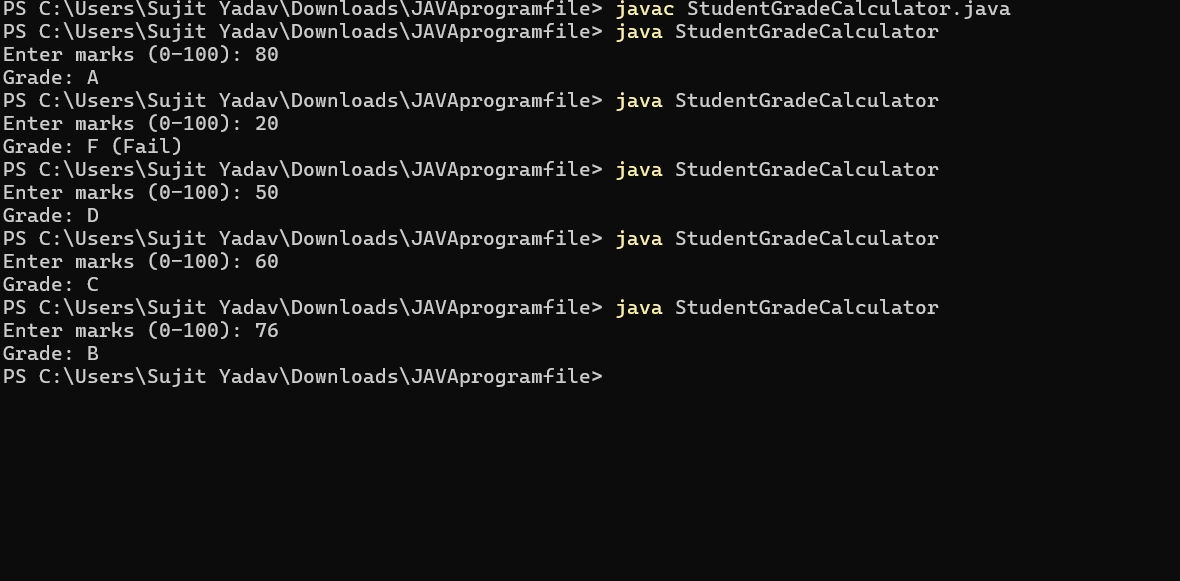 PS C:\Users\Sujit Yadav\Downloads\JAVAprogramfile> javac StudentGradeCalculator.java
PS C:\Users\Sujit Yadav\Downloads\JAVAprogramfile> java StudentGradeCalculator
Enter marks (0-100): 80
Grade: A
PS C:\Users\Sujit Yadav\Downloads\JAVAprogramfile> java StudentGradeCalculator
Enter marks (0-100): 20
Grade: F (Fail)
PS C:\Users\Sujit Yadav\Downloads\JAVAprogramfile> java StudentGradeCalculator
Enter marks (0-100): 50
Grade: D
PS C:\Users\Sujit Yadav\Downloads\JAVAprogramfile> java StudentGradeCalculator
Enter marks (0-100): 60
Grade: C
PS C:\Users\Sujit Yadav\Downloads\JAVAprogramfile> java StudentGradeCalculator
Enter marks (0-100): 76
Grade: B
PS C:\Users\Sujit Yadav\Downloads\JAVAprogramfile>